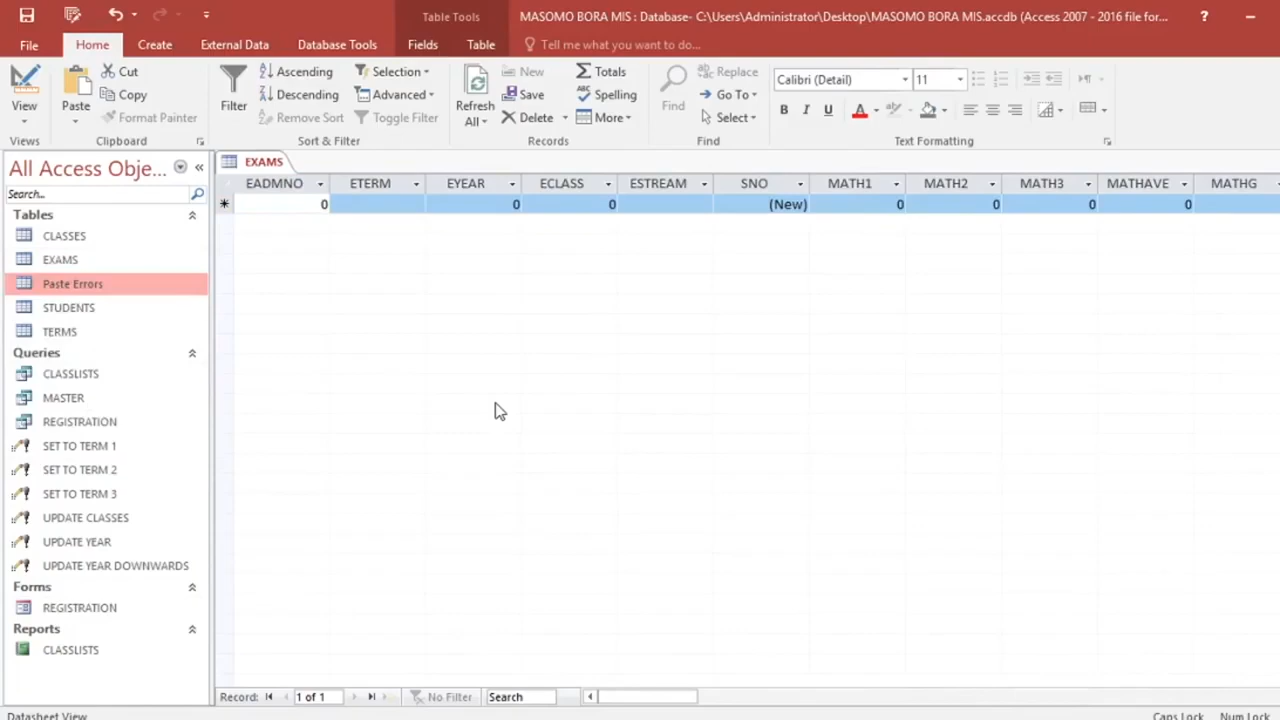 Table Tools
MASOMO BORA MIS : Database- C:\Users\Administrator\Desktop\MASOMO BORA MIS.accdb (Access 2007 - 2016 file for...
?
File Home Create External Data Database Tools Fields Table Tell me what you want to do...
View
Views
Paste
Cut
Copy
Format Painter
Clipboard
Filter
Ascending
Descending
Remove Sort
Selection
Advanced
Toggle Filter
Sort & Filter
Refresh
All
New
Save
Delete
Totals
Spelling
More
Records
Find
Replace
Go To
Select
Find
Calibri (Detail) 11
B I U A
Text Formatting
All Access Obje... «
Search...
Tables
CLASSES
EXAMS
Paste Errors
STUDENTS
TERMS
Queries
CLASSLISTS
MASTER
REGISTRATION
SET TO TERM 1
SET TO TERM 2
SET TO TERM 3
UPDATE CLASSES
UPDATE YEAR
UPDATE YEAR DOWNWARDS
Forms
REGISTRATION
Reports
CLASSLISTS
EXAMS
EADMNO ETERM EYEAR ECLASS ESTREAM SNO MATH1 MATH2 MATH3 MATHAVE MATHG
* 0 0 0 (New) 0 0 0 0
Record: 1 of 1 No Filter Search
Datasheet View Caps Lock Num Lock